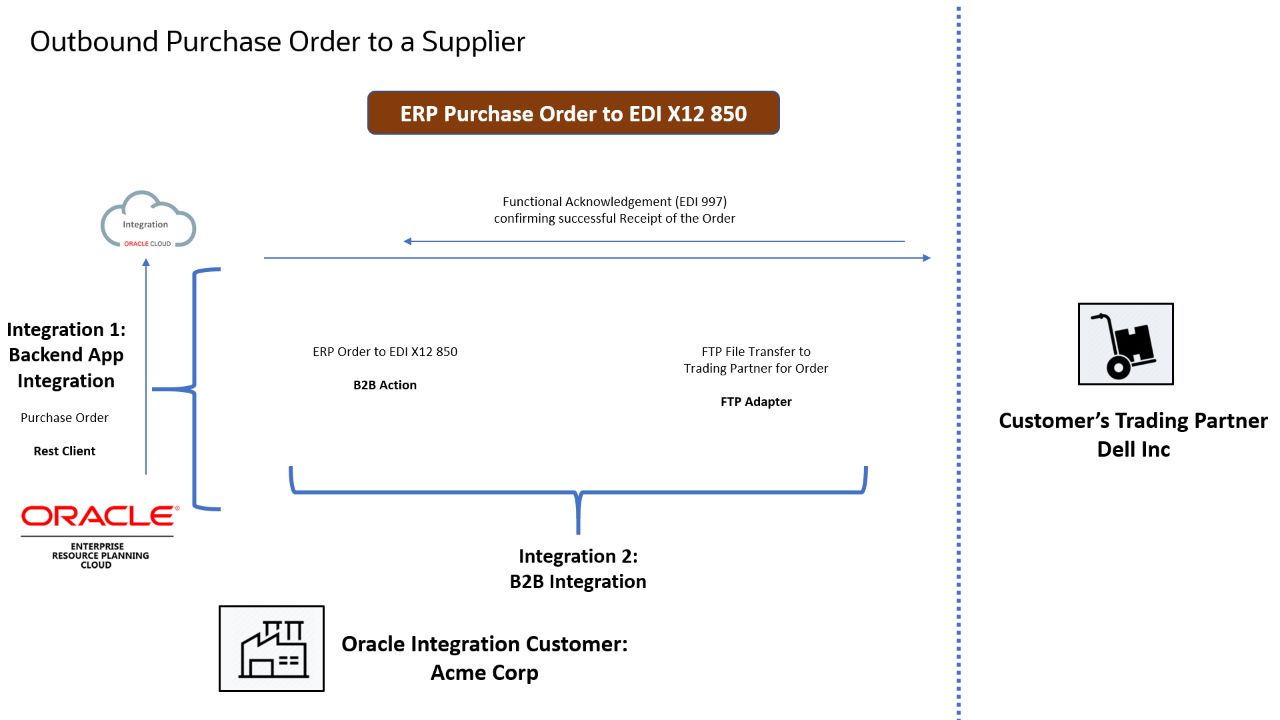 Outbound Purchase Order to a Supplier
ERP Purchase Order to EDI X12 850
Functional Acknowledgement (EDI 997)
confirming successful Receipt of the Order
Integration
ORACLE CLOUD
Integration 1:
Backend App
Integration
Purchase Order
Rest Client
ERP Order to EDI X12 850
B2B Action
FTP File Transfer to
Trading Partner for Order
FTP Adapter
Customer’s Trading Partner
Dell Inc
ORACLE®
ENTERPRISE
RESOURCE PLANNING
CLOUD
Integration 2:
B2B Integration
Oracle Integration Customer:
Acme Corp